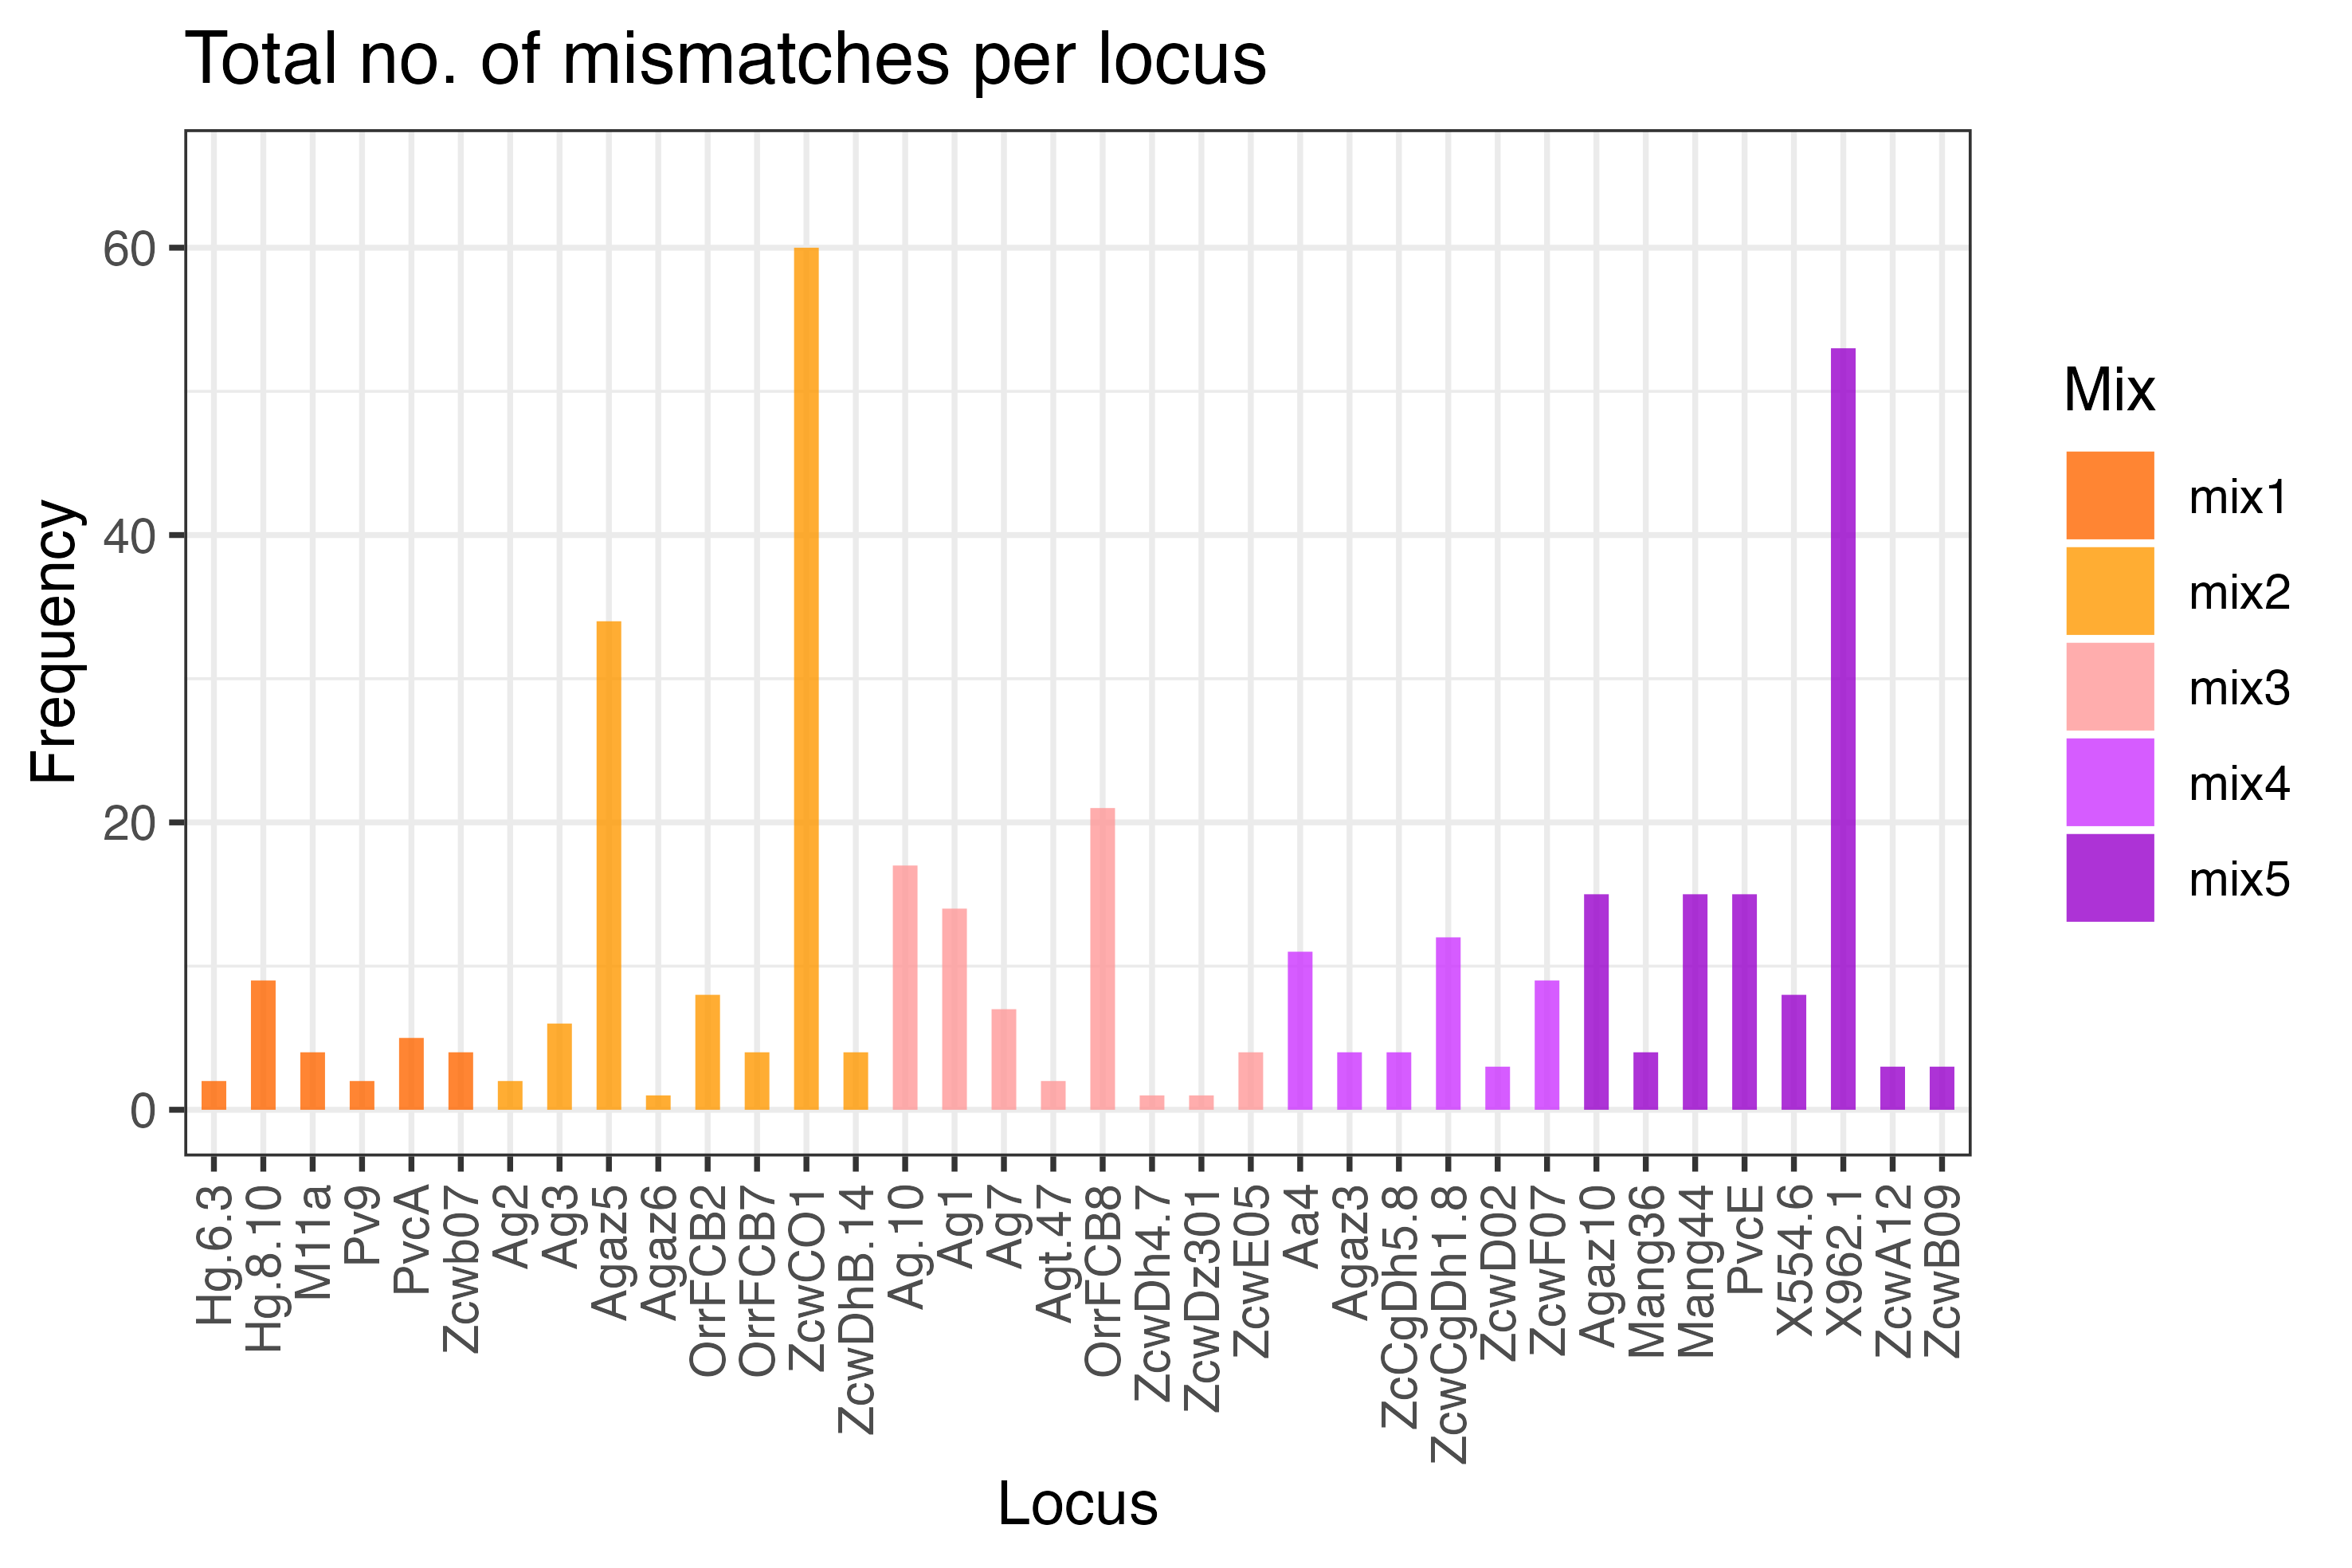 Total no. of mismatches per locus
Frequency
60
40
20
0
Hg.6.3
Hg.8.10
M11a
Pv9
PvcA
Zcwb07
Ag2
Ag3
Agaz5
Agaz6
OrrFCB2
OrrFCB7
ZcwCO1
ZcwDhB.14
Ag.10
Ag1
Ag7
Agt.47
OrrFCB8
ZcwDh4.7
ZcwDz301
ZcwE05
Aa4
Agaz3
ZcCgDh5.8
ZcwCgDh1.8
ZcwD02
ZcwF07
Agaz10
Mang36
Mang44
PvcE
X554.6
X962.1
ZcwA12
ZcwB09
Locus
Mix
mix1
mix2
mix3
mix4
mix5